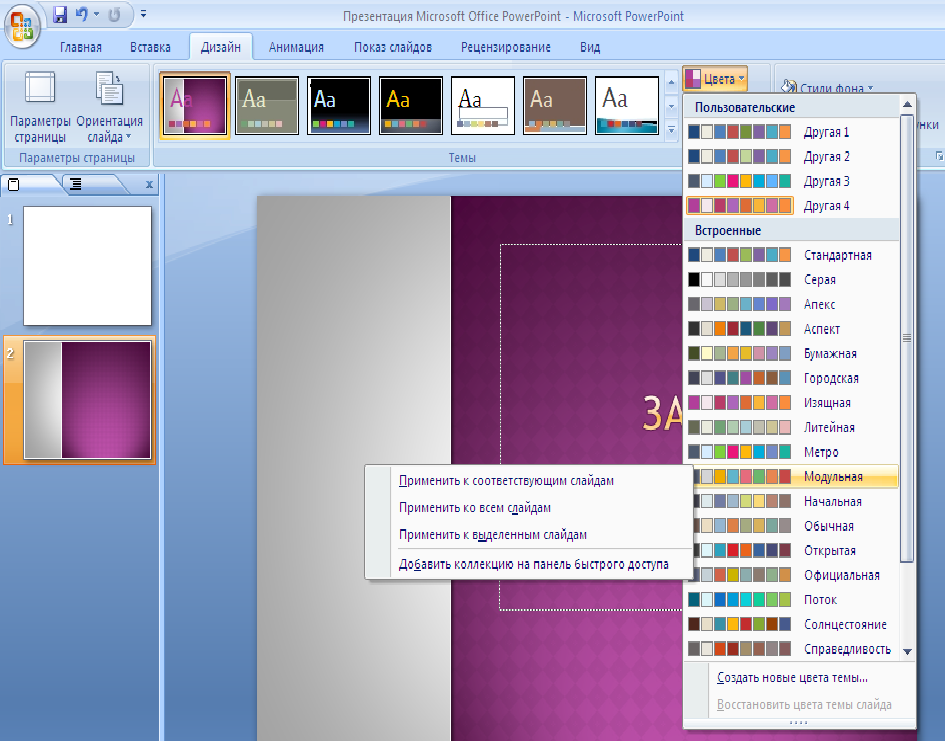 Презентация Microsoft Office PowerPoint - Microsoft PowerPoint
Главная Вставка Дизайн Анимация Показ слайдов Рецензирование Вид
Параметры страницы
Ориентация слайда
Параметры страницы
Aa Aa Aa Aa Aa Aa Aa
Темы
Цвета
Стили фона
нки
1
2
ЗА
Применить к соответствующим слайдам
Применить ко всем слайдам
Применить к выделенным слайдам
Добавить коллекцию на панель быстрого доступа
Пользовательские
Другая 1
Другая 2
Другая 3
Другая 4
Встроенные
Стандартная
Серая
Апекс
Аспект
Бумажная
Городская
Изящная
Литейная
Метро
Модульная
Начальная
Обычная
Открытая
Официальная
Поток
Солнцестояние
Справедливость
Создать новые цвета темы...
Восстановить цвета темы слайда